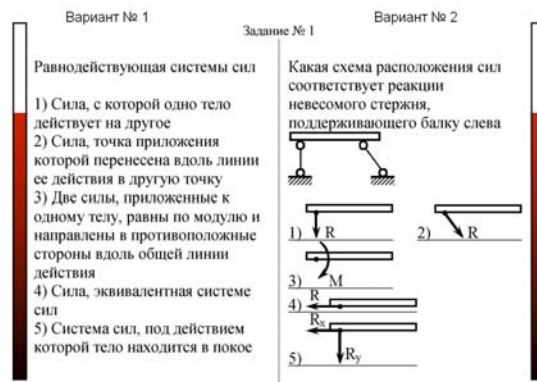 Вариант № 1
Вариант № 2
Задание № 1
Равнодействующая системы сил
1) Сила, с которой одно тело
действует на другое
2) Сила, точка приложения
которой перенесена вдоль линии
ее действия в другую точку
3) Две силы, приложенные к
одному телу, равны по модулю и
направлены в противоположные
стороны вдоль общей линии
действия
4) Сила, эквивалентная системе
сил
5) Система сил, под действием
которой тело находится в покое
Какая схема расположения сил
соответствует реакции
невесомого стержня,
поддерживающего балку слева
1) R
2) R
3) M
4) R
5) Rx Ry